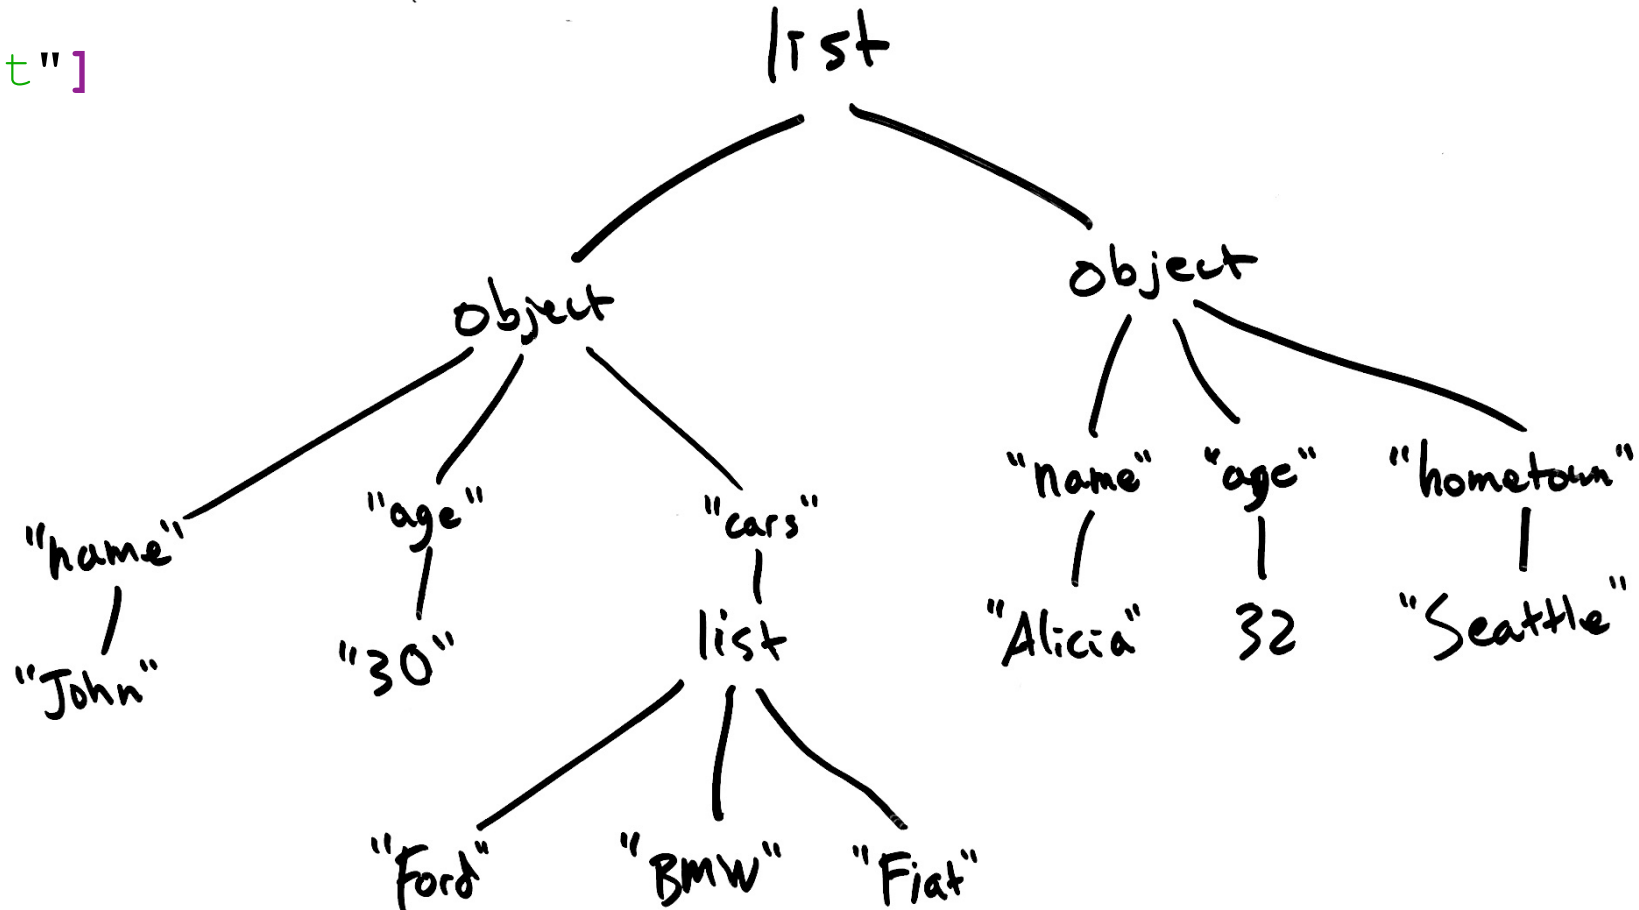 t"]
list
object
object
"name" "age" "hometown"
"name" "age" "cars"
"Alicia" 32 "Seattle"
"John" "30" list
"Ford" "BMW" "Fiat"